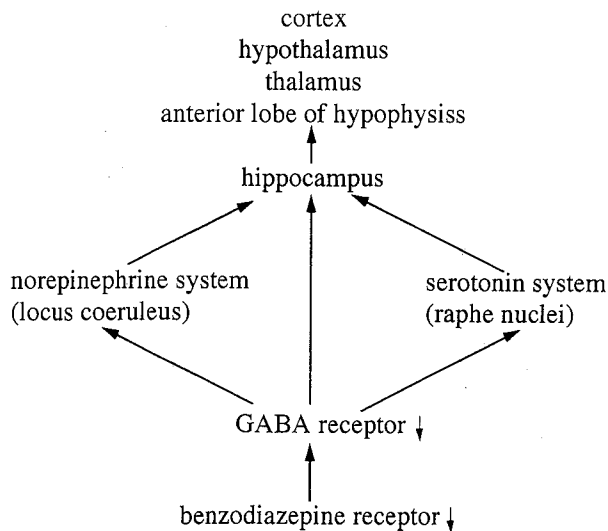 cortex
hypothalamus
thalamus
anterior lobe of hypophysiss
hippocampus
norepinephrine system
(locus coeruleus)
serotonin system
(raphe nuclei)
GABA receptor ↓
benzodiazepine receptor ↓